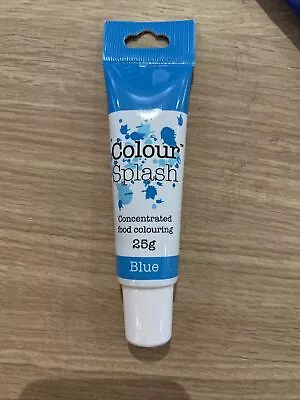 Colour
Splash
Concentrated
food colouring
25g
Blue